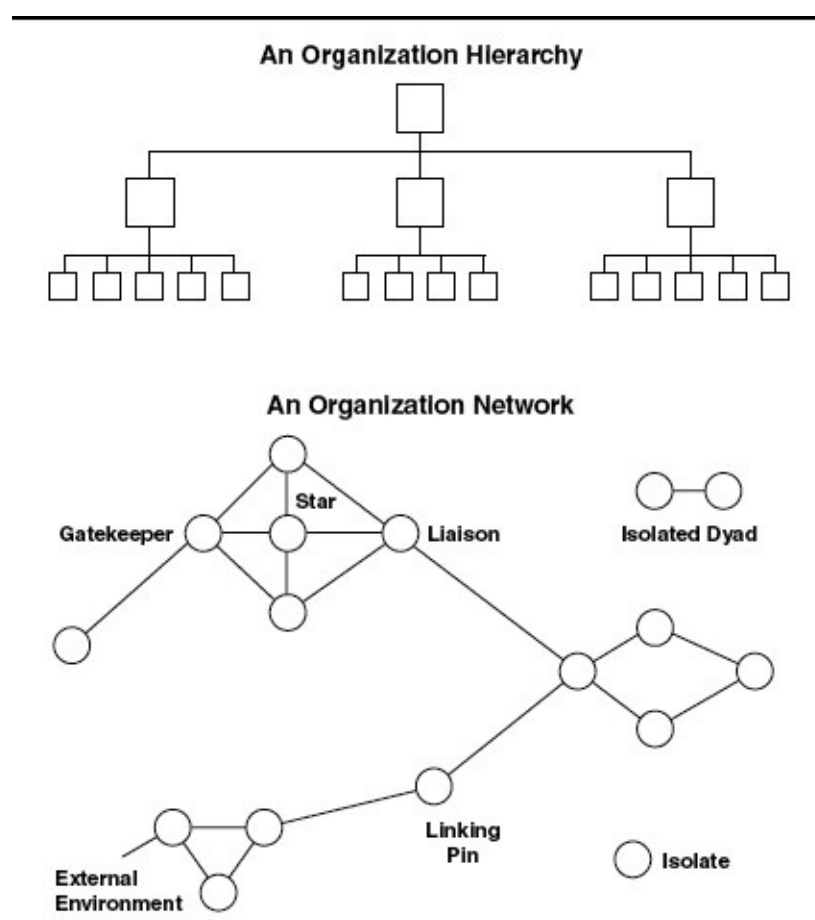 An Organization Hierarchy
An Organization Network
Star
Gatekeeper
Liaison
Isolated Dyad
Linking
Pin
Isolate
External
Environment